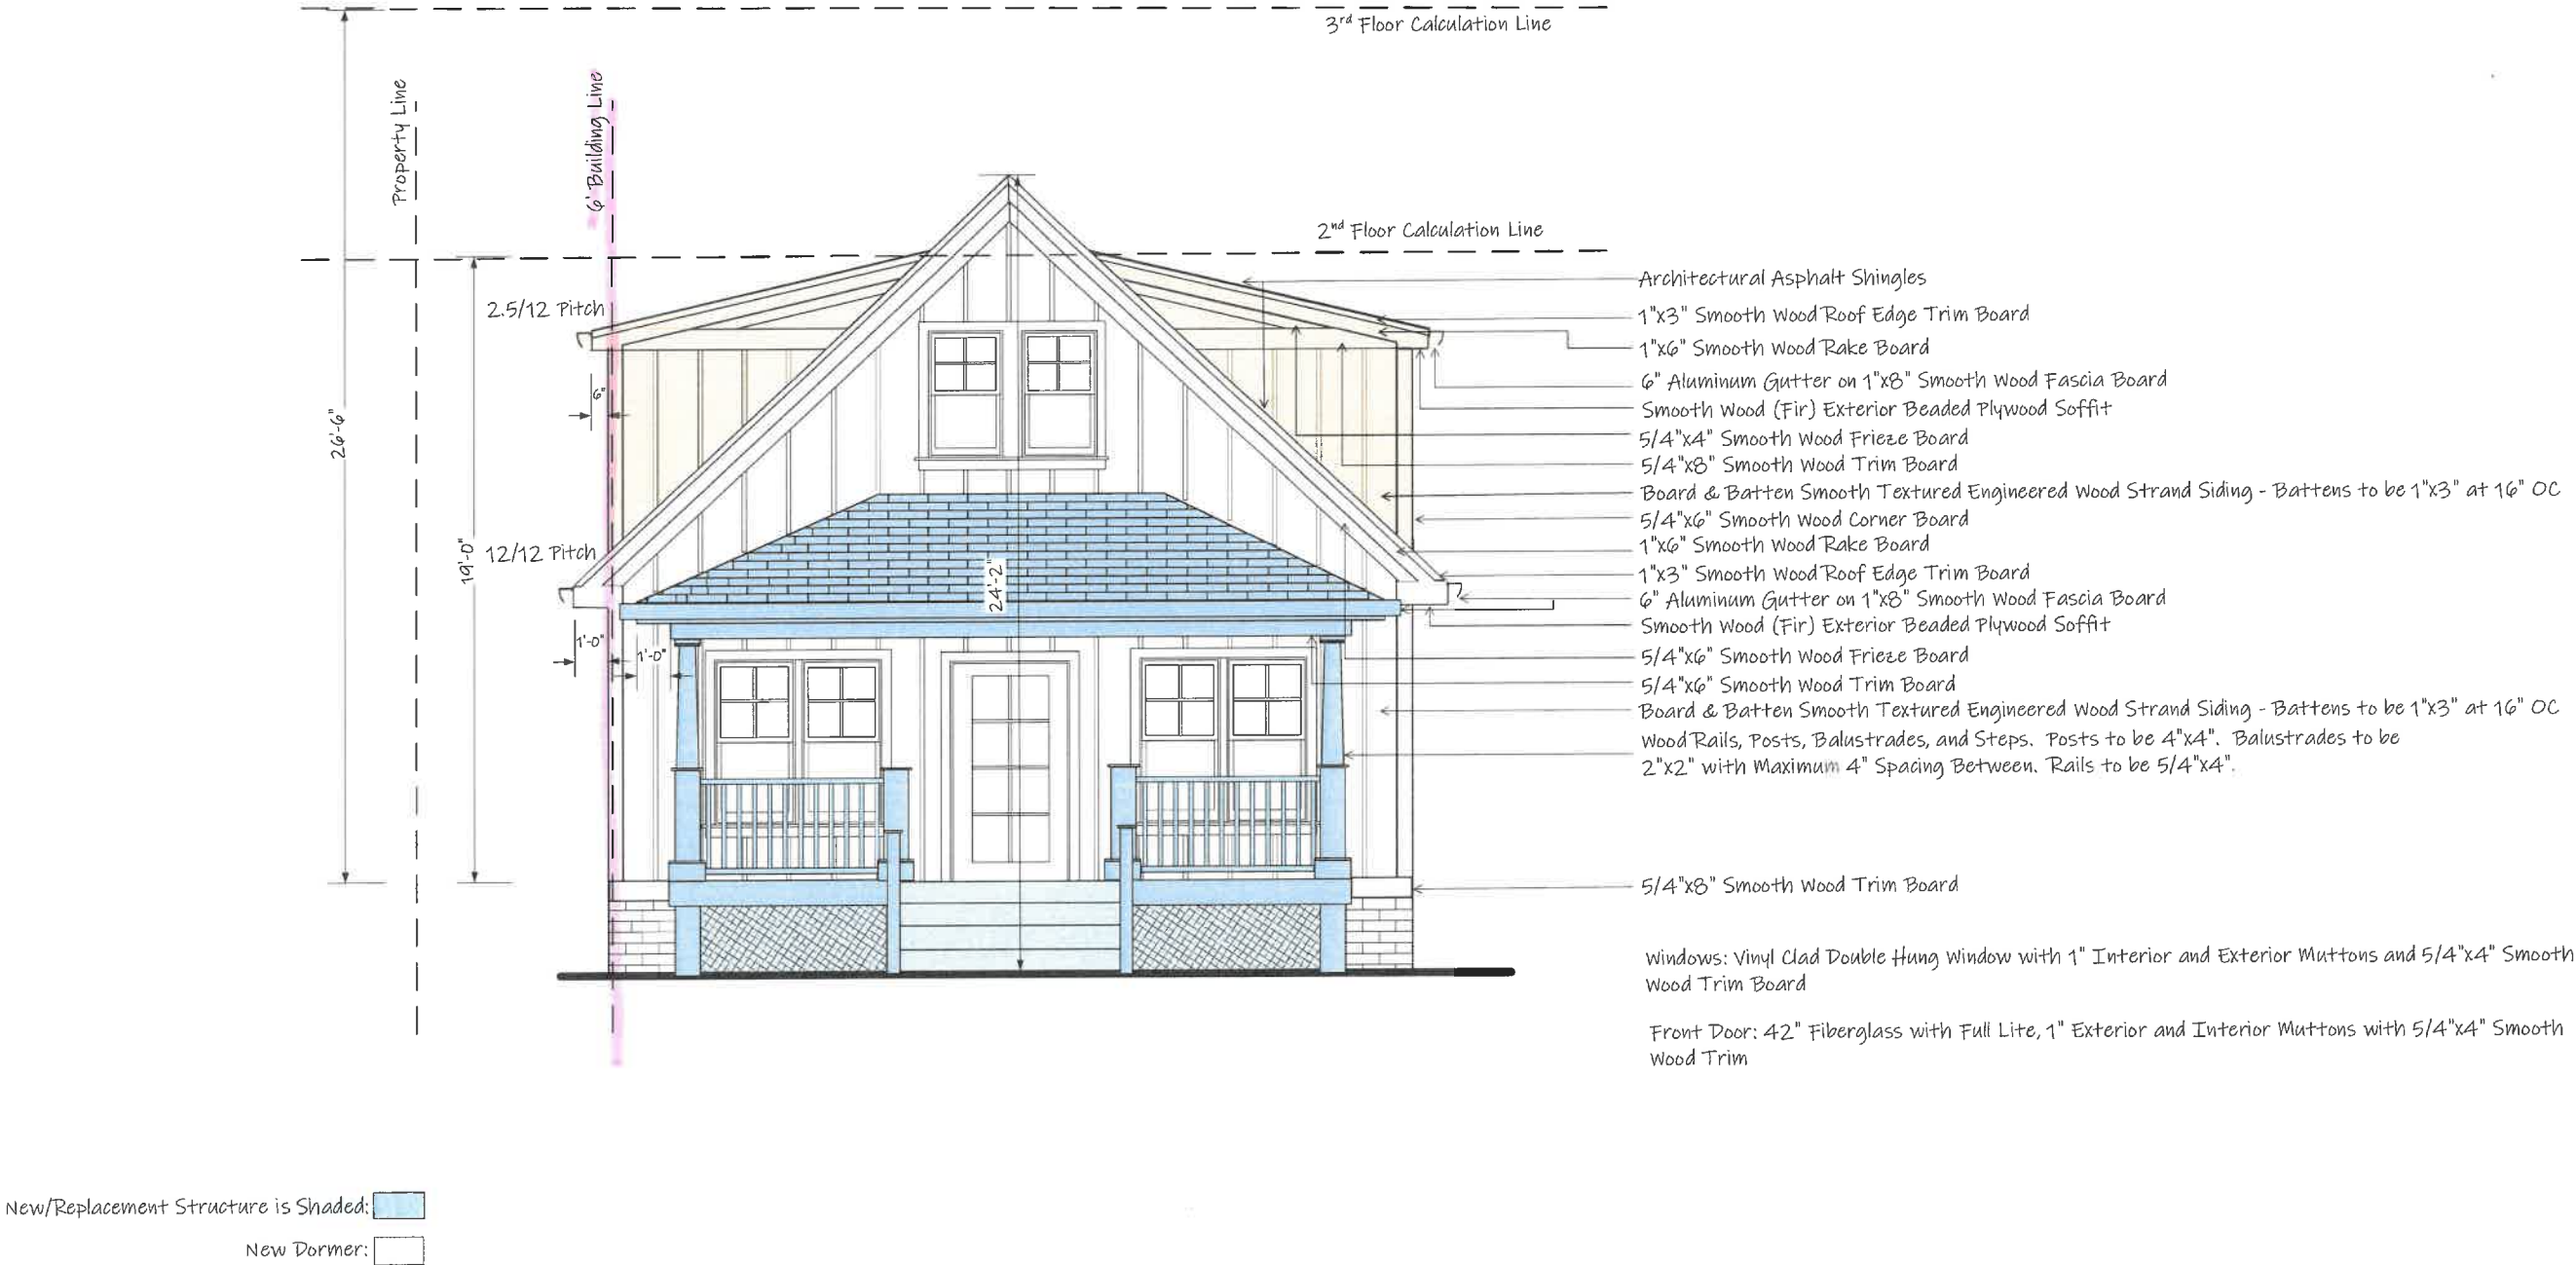 3rd Floor Calculation Line
Property Line
6' Building Line
2nd Floor Calculation Line
Architectural Asphalt Shingles
2.5/12 Pitch
1"x3" Smooth Wood Roof Edge Trim Board
1"x6" Smooth Wood Rake Board
6" Aluminum Gutter on 1"x8" Smooth Wood Fascia Board
6"
Smooth Wood (Fir) Exterior Beaded Plywood Soffit
26'-6"
5/4"x4" Smooth Wood Frieze Board
5/4"x8" Smooth Wood Trim Board
Board & Batten Smooth Textured Engineered Wood Strand Siding - Battens to be 1"x3" at 16" OC
5/4"x6" Smooth Wood Corner Board
1"x6" Smooth Wood Rake Board
19'-0"
12/12 Pitch
24'-2"
1"x3" Smooth Wood Roof Edge Trim Board
6" Aluminum Gutter on 1"x8" Smooth Wood Fascia Board
Smooth Wood (Fir) Exterior Beaded Plywood Soffit
1'-0"
1'-0"
5/4"x6" Smooth Wood Frieze Board
5/4"x6" Smooth Wood Trim Board
Board & Batten Smooth Textured Engineered Wood Strand Siding - Battens to be 1"x3" at 16" OC
Wood Rails, Posts, Balustrades, and Steps. Posts to be 4"x4". Balustrades to be
2"x2" with Maximum 4" Spacing Between. Rails to be 5/4"x4".
5/4"x8" Smooth Wood Trim Board
Windows: Vinyl Clad Double Hung Window with 1" Interior and Exterior Muttons and 5/4"x4" Smooth
Wood Trim Board
Front Door: 42" Fiberglass with Full Lite, 1" Exterior and Interior Muttons with 5/4"x4" Smooth
Wood Trim
New/Replacement Structure is Shaded:
New Dormer: